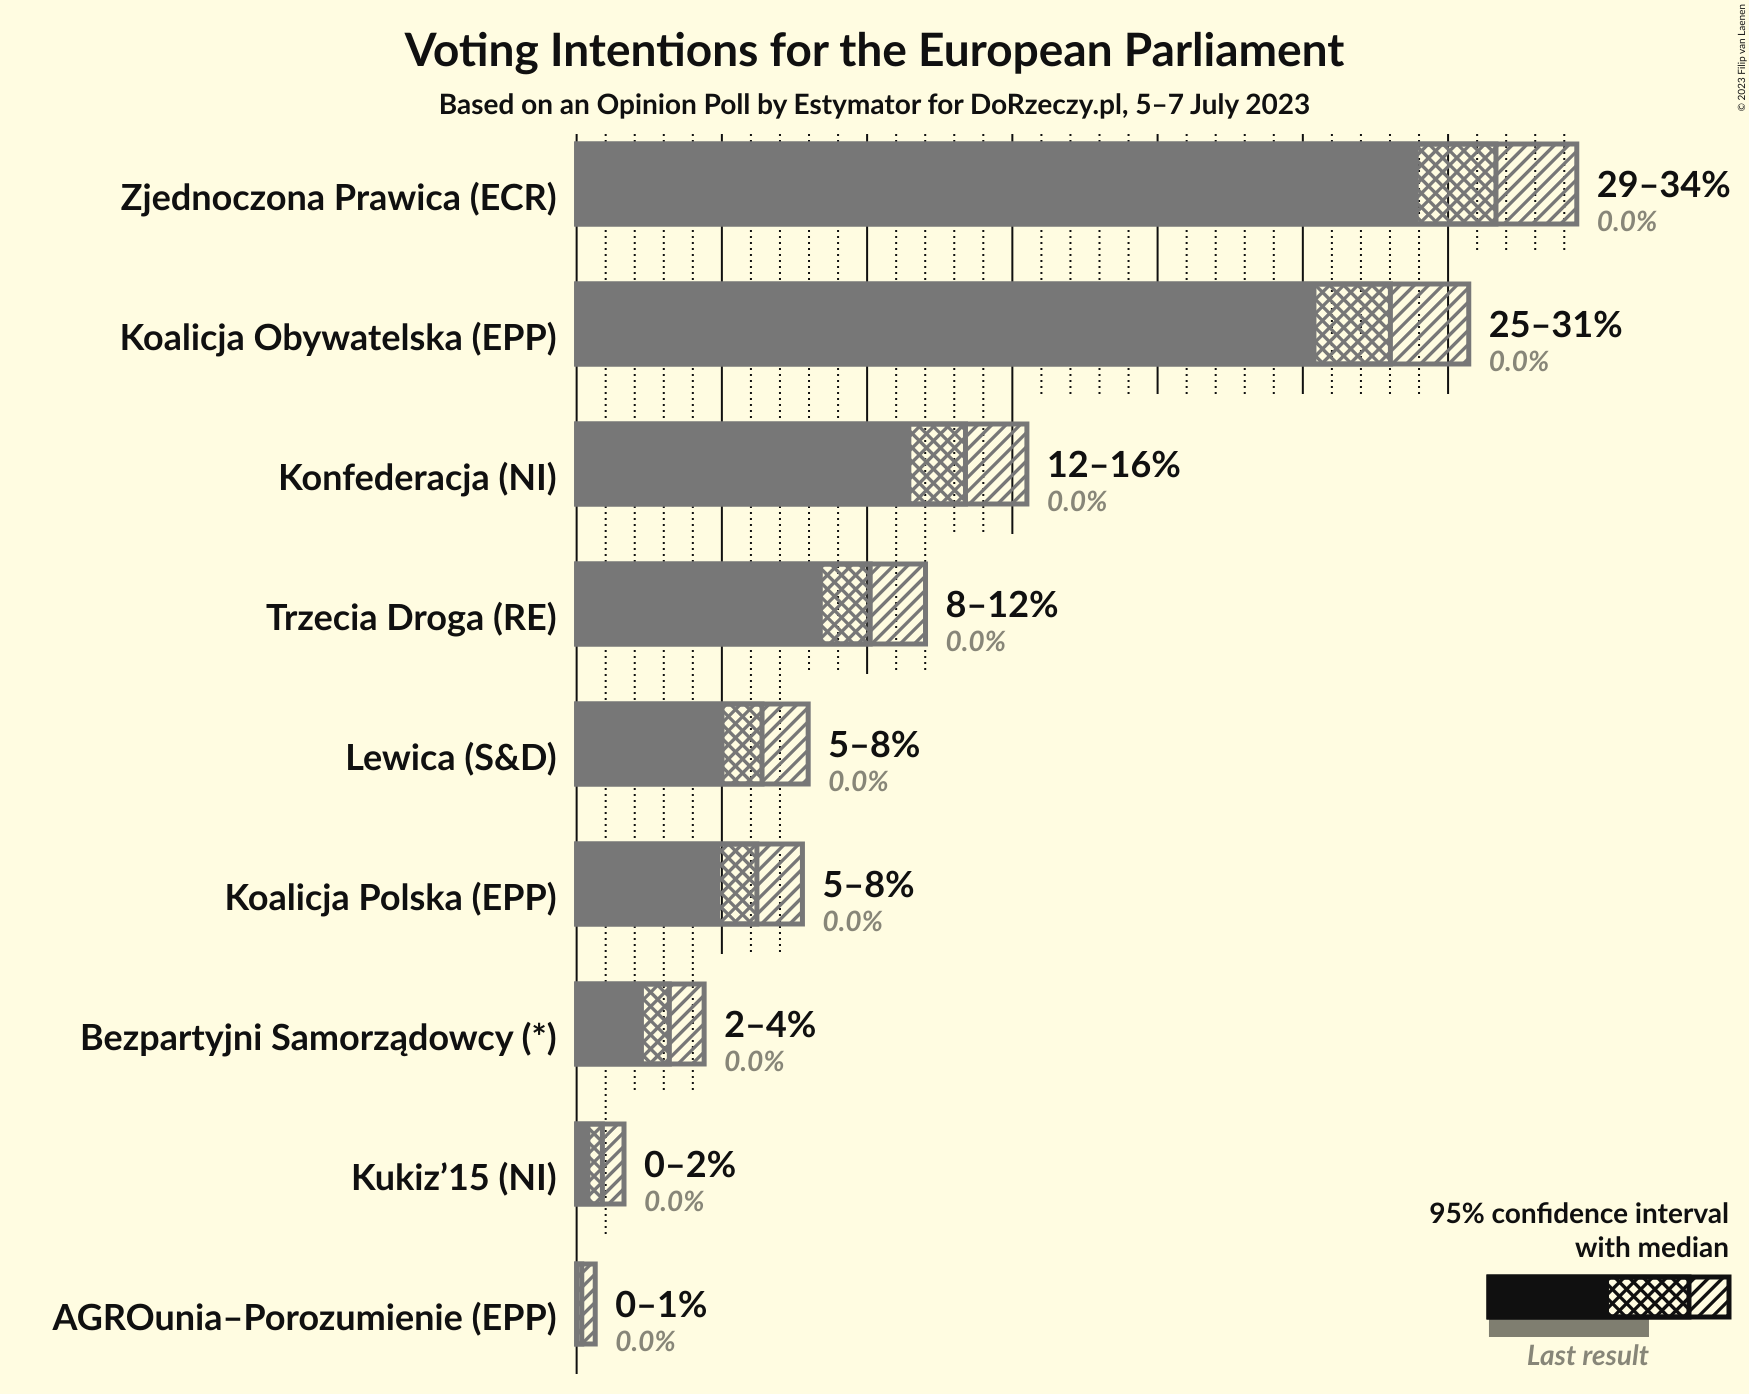 Voting Intentions for the European Parliament
Based on an Opinion Poll by Estymator for DoRzeczy.pl, 5–7 July 2023
© 2023 Filip van Laenen
Zjednoczona Prawica (ECR)
29–34%
0.0%
Koalicja Obywatelska (EPP)
25–31%
0.0%
Konfederacja (NI)
12–16%
0.0%
Trzecia Droga (RE)
8–12%
0.0%
Lewica (S&D)
5–8%
0.0%
Koalicja Polska (EPP)
5–8%
0.0%
Bezpartyjni Samorządowcy (*)
2–4%
0.0%
Kukiz’15 (NI)
0–2%
0.0%
AGROunia–Porozumienie (EPP)
0–1%
0.0%
95% confidence interval
with median
Last result